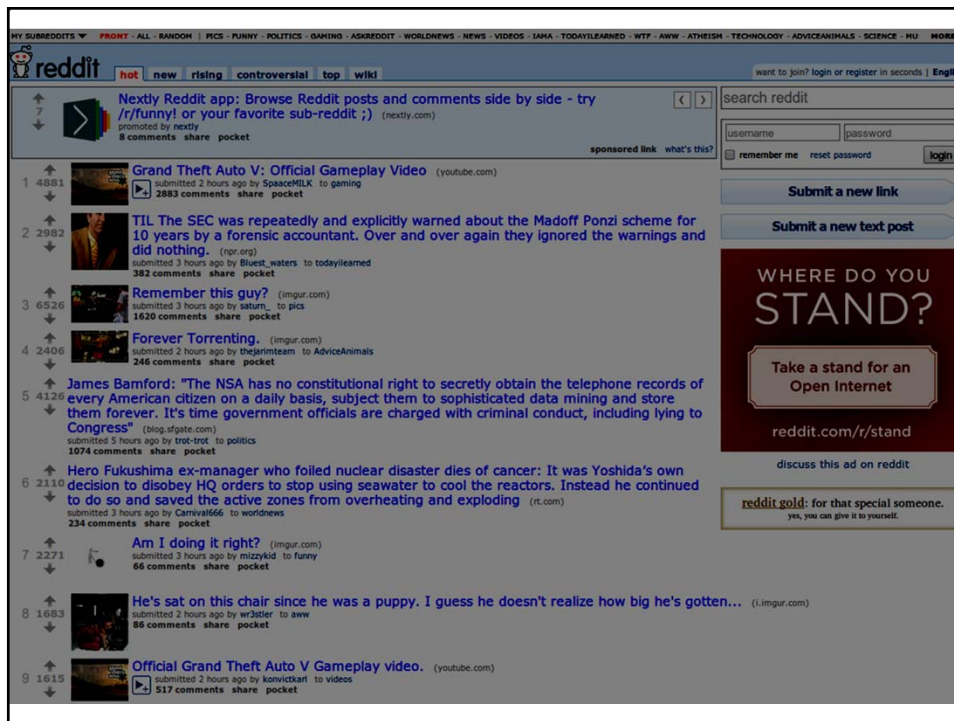 MY SUBREDDITS FRONT - ALL - RANDOM | PICS - FUNNY - POLITICS - GAMING - ASKREDDIT - WORLDNEWS - NEWS - VIDEOS - IAMA - TODAYILEARNED - WTF - AWW - ATHEISM - TECHNOLOGY - ADVICEANIMALS - SCIENCE - MU MORE
reddit hot new rising controversial top wiki
want to join? login or register in seconds | Engli
7
Nextly Reddit app: Browse Reddit posts and comments side by side - try
/r/funny! or your favorite sub-reddit ;) (nextly.com)
promoted by nextly
8 comments share pocket
sponsored link what's this?
1 4881
Grand Theft Auto V: Official Gameplay Video (youtube.com)
submitted 2 hours ago by SpaaceMILK to gaming
2883 comments share pocket
2 2982
TIL The SEC was repeatedly and explicitly warned about the Madoff Ponzi scheme for
10 years by a forensic accountant. Over and over again they ignored the warnings and
did nothing. (npr.org)
submitted 3 hours ago by Bluest_waters to todayilearned
382 comments share pocket
3 6526
Remember this guy? (imgur.com)
submitted 3 hours ago by saturn_ to pics
1620 comments share pocket
4 2406
Forever Torrenting. (imgur.com)
submitted 2 hours ago by thejarimteam to AdviceAnimals
246 comments share pocket
5 4126
James Bamford: "The NSA has no constitutional right to secretly obtain the telephone records of
every American citizen on a daily basis, subject them to sophisticated data mining and store
them forever. It's time government officials are charged with criminal conduct, including lying to
Congress" (blog.sfgate.com)
submitted 5 hours ago by trot-trot to politics
1074 comments share pocket
6 2110
Hero Fukushima ex-manager who foiled nuclear disaster dies of cancer: It was Yoshida's own
decision to disobey HQ orders to stop using seawater to cool the reactors. Instead he continued
to do so and saved the active zones from overheating and exploding (rt.com)
submitted 3 hours ago by Carnival666 to worldnews
234 comments share pocket
7 2271
Am I doing it right? (imgur.com)
submitted 3 hours ago by mizzykid to funny
66 comments share pocket
8 1683
He's sat on this chair since he was a puppy. I guess he doesn't realize how big he's gotten... (i.imgur.com)
submitted 2 hours ago by wr3stler to aww
86 comments share pocket
9 1615
Official Grand Theft Auto V Gameplay video. (youtube.com)
submitted 2 hours ago by konvictkarl to videos
517 comments share pocket
search reddit
username password
remember me reset password login
Submit a new link
Submit a new text post
WHERE DO YOU
STAND?
Take a stand for an
Open Internet
reddit.com/r/stand
discuss this ad on reddit
reddit gold: for that special someone.
yes, you can give it to yourself.